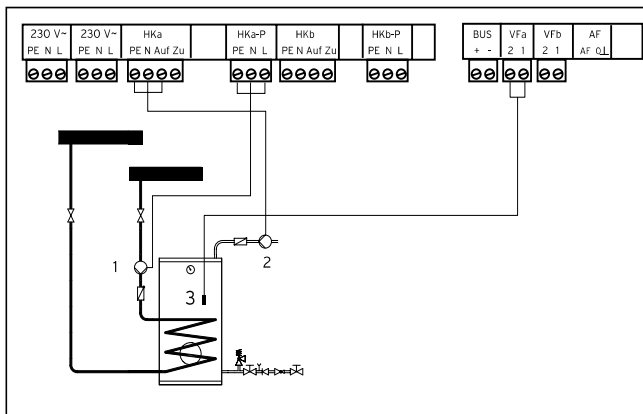 230 V~ 230 V~ HKa HKa-P HKb HKb-P BUS VFa VFb AF
PE N L PE N L PE N Auf Zu PE N L PE N Auf Zu PE N L + - 2 1 2 1 AF 0
1
2
3